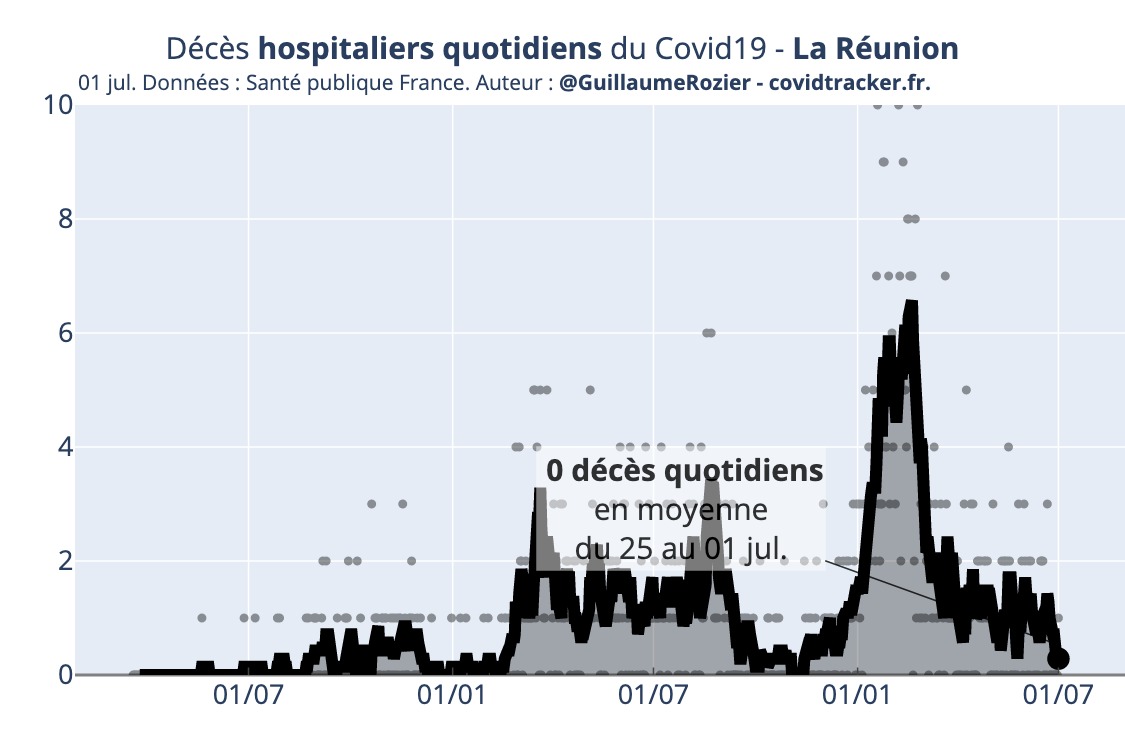 Décès hospitaliers quotidiens du Covid19 - La Réunion
01 jul. Données : Santé publique France. Auteur : @GuillaumeRozier - covidtracker.fr.
10
8
6
4
2
0
0 décès quotidiens
en moyenne
du 25 au 01 jul.
01/07
01/01
01/07
01/01
01/07